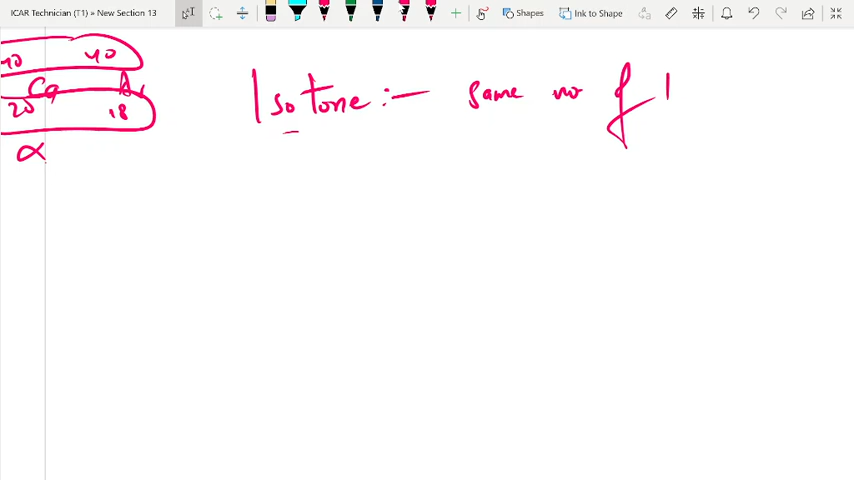 ICAR Technician (T1) » New Section 13
Shapes
Ink to Shape
40 40
Ca Ar
20 18
α
Isotone :- same no of